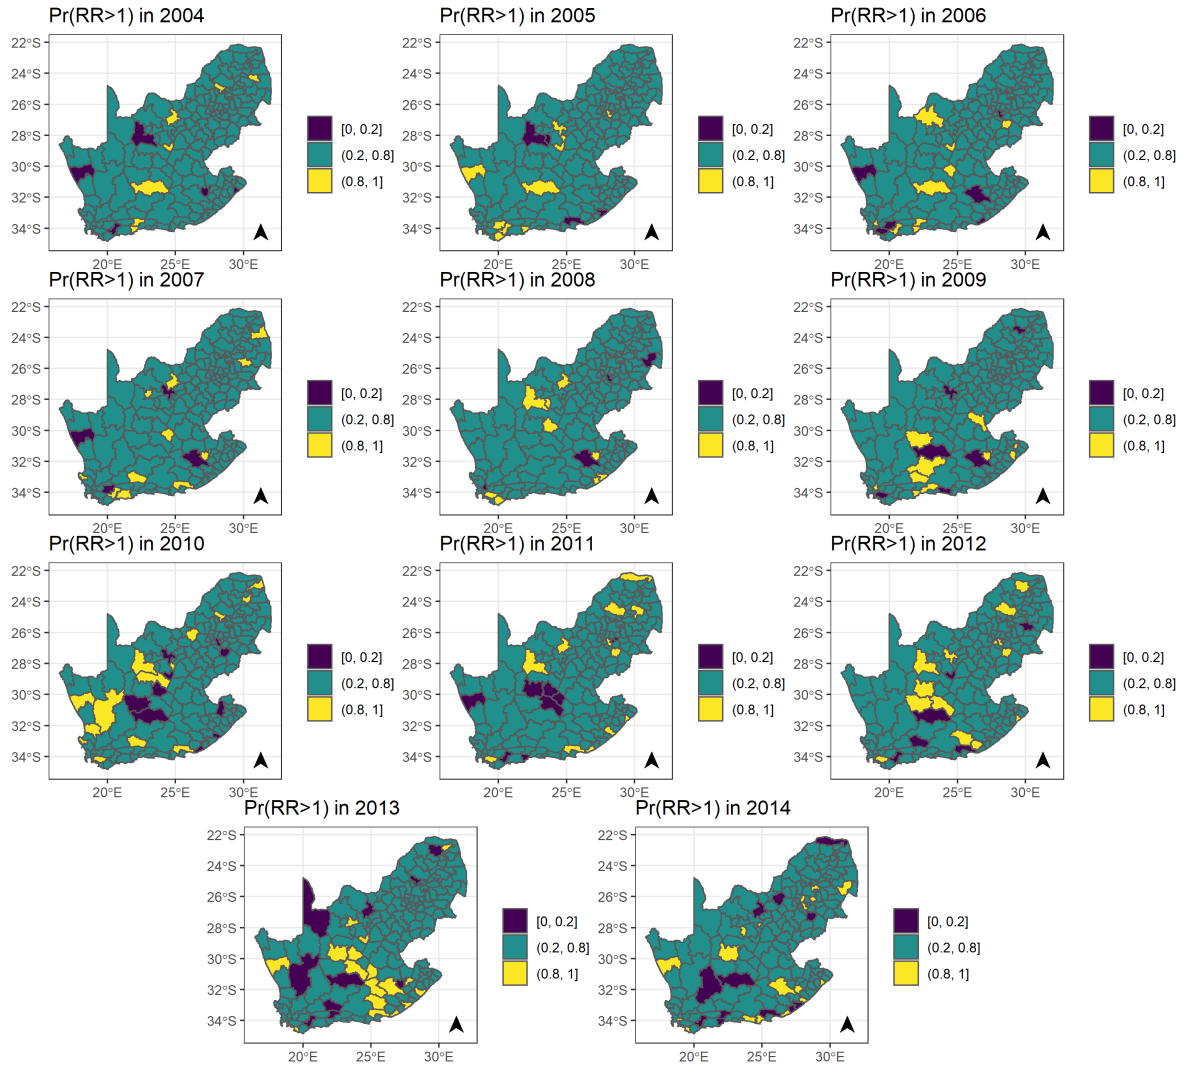 Pr(RR>1) in 2004
Pr(RR>1) in 2005
Pr(RR>1) in 2006
22°S
24°S
26°S
28°S
30°S
32°S
34°S
20°E
25°E
30°E
[0, 0.2]
(0.2, 0.8]
(0.8, 1]
22°S
24°S
26°S
28°S
30°S
32°S
34°S
20°E
25°E
30°E
[0, 0.2]
(0.2, 0.8]
(0.8, 1]
22°S
24°S
26°S
28°S
30°S
32°S
34°S
20°E
25°E
30°E
[0, 0.2]
(0.2, 0.8]
(0.8, 1]
Pr(RR>1) in 2007
Pr(RR>1) in 2008
Pr(RR>1) in 2009
22°S
24°S
26°S
28°S
30°S
32°S
34°S
20°E
25°E
30°E
[0, 0.2]
(0.2, 0.8]
(0.8, 1]
22°S
24°S
26°S
28°S
30°S
32°S
34°S
20°E
25°E
30°E
[0, 0.2]
(0.2, 0.8]
(0.8, 1]
22°S
24°S
26°S
28°S
30°S
32°S
34°S
20°E
25°E
30°E
[0, 0.2]
(0.2, 0.8]
(0.8, 1]
Pr(RR>1) in 2010
Pr(RR>1) in 2011
Pr(RR>1) in 2012
22°S
24°S
26°S
28°S
30°S
32°S
34°S
20°E
25°E
30°E
[0, 0.2]
(0.2, 0.8]
(0.8, 1]
22°S
24°S
26°S
28°S
30°S
32°S
34°S
20°E
25°E
30°E
[0, 0.2]
(0.2, 0.8]
(0.8, 1]
22°S
24°S
26°S
28°S
30°S
32°S
34°S
20°E
25°E
30°E
[0, 0.2]
(0.2, 0.8]
(0.8, 1]
Pr(RR>1) in 2013
Pr(RR>1) in 2014
22°S
24°S
26°S
28°S
30°S
32°S
34°S
20°E
25°E
30°E
[0, 0.2]
(0.2, 0.8]
(0.8, 1]
22°S
24°S
26°S
28°S
30°S
32°S
34°S
20°E
25°E
30°E
[0, 0.2]
(0.2, 0.8]
(0.8, 1]